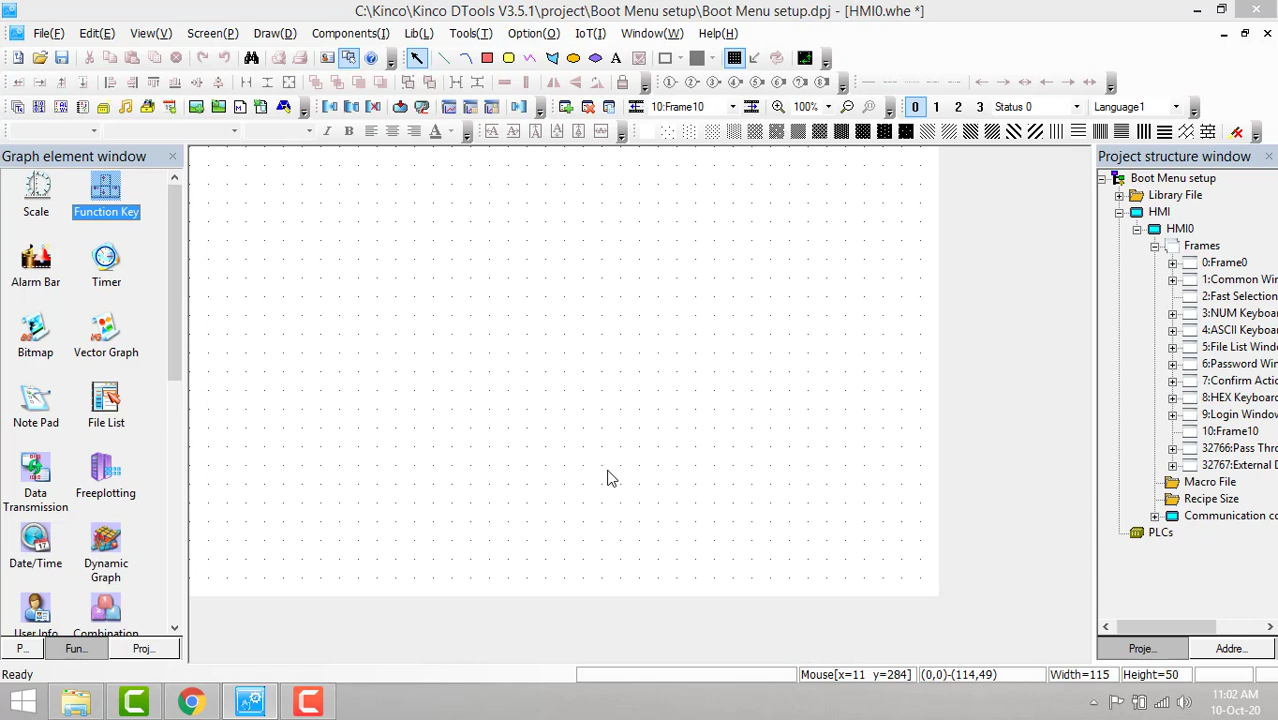 C:\Kinco\Kinco DTools V3.5.1\project\Boot Menu setup\Boot Menu setup.dpj - [HMI0.whe *]
File(F) Edit(E) View(V) Screen(P) Draw(D) Components(I) Lib(L) Tools(T) Option(O) IoT(I) Window(W) Help(H)
10:Frame10 100% 0 1 2 3 Status 0 Language1
Graph element window
Project structure window
Scale
Function Key
Alarm Bar
Timer
Bitmap
Vector Graph
Note Pad
File List
Data Transmission
Freeplotting
Date/Time
Dynamic Graph
User Info
Combination
P...
Fun...
Proj...
Boot Menu setup
Library File
HMI
HMI0
Frames
0:Frame0
1:Common Win
2:Fast Selection
3:NUM Keyboar
4:ASCII Keyboa
5:File List Windo
6:Password Win
7:Confirm Actio
8:HEX Keyboar
9:Login Window
10:Frame10
32766:Pass Thro
32767:External D
Macro File
Recipe Size
Communication co
PLCs
Proje...
Addre...
Ready
Mouse[x=11 y=284]
(0,0)-(114,49)
Width=115
Height=50
11:02 AM
10-Oct-20